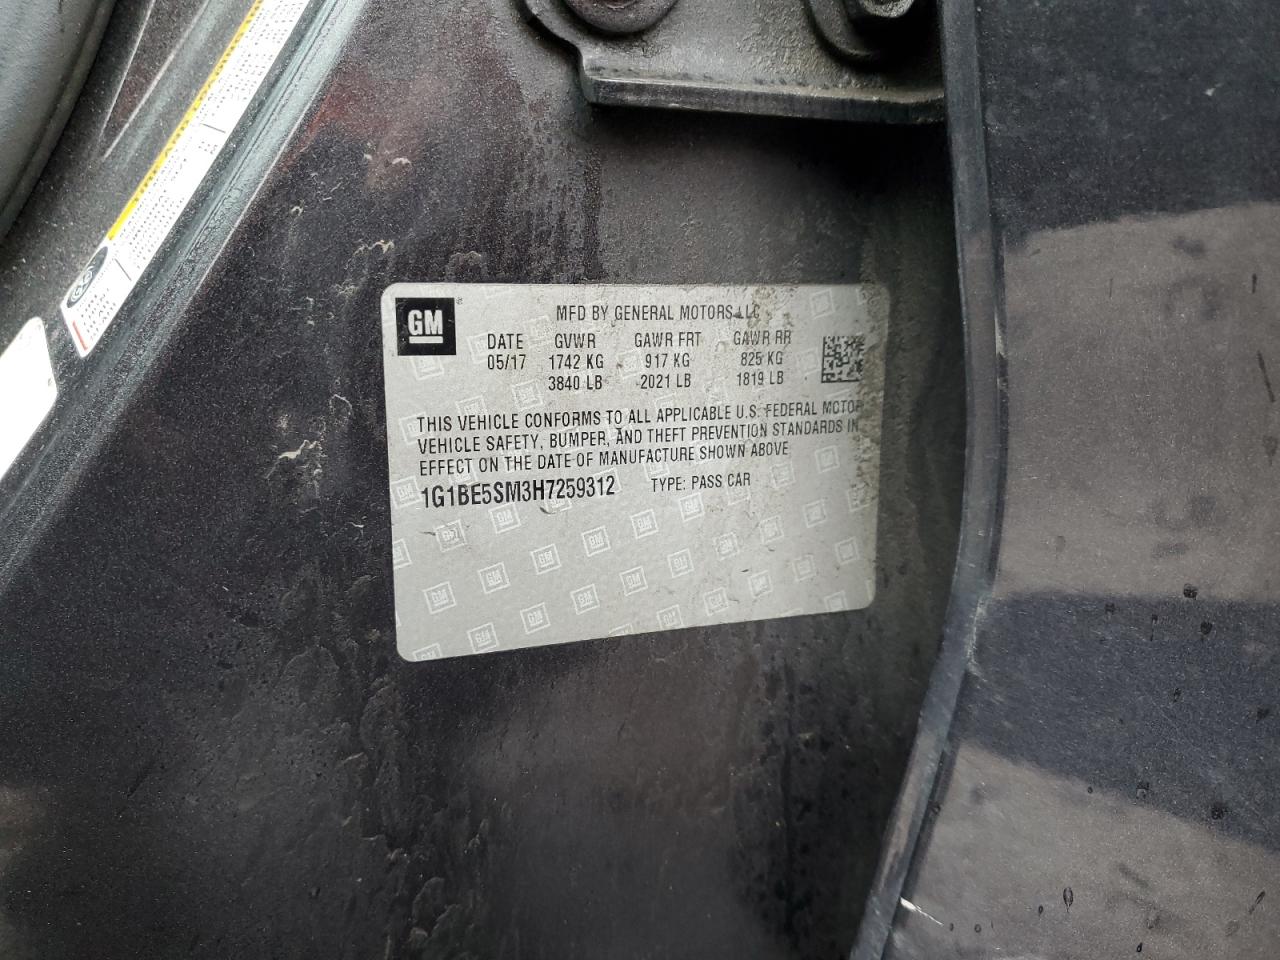 GM
MFD BY GENERAL MOTORS LLC
DATE GVWR GAWR FRT GAWR RR
05/17 1742 KG 917 KG 825 KG
3840 LB 2021 LB 1819 LB
THIS VEHICLE CONFORMS TO ALL APPLICABLE U.S. FEDERAL MOTOR
VEHICLE SAFETY, BUMPER, AND THEFT PREVENTION STANDARDS IN
EFFECT ON THE DATE OF MANUFACTURE SHOWN ABOVE
1G1BE5SM3H7259312 TYPE: PASS CAR